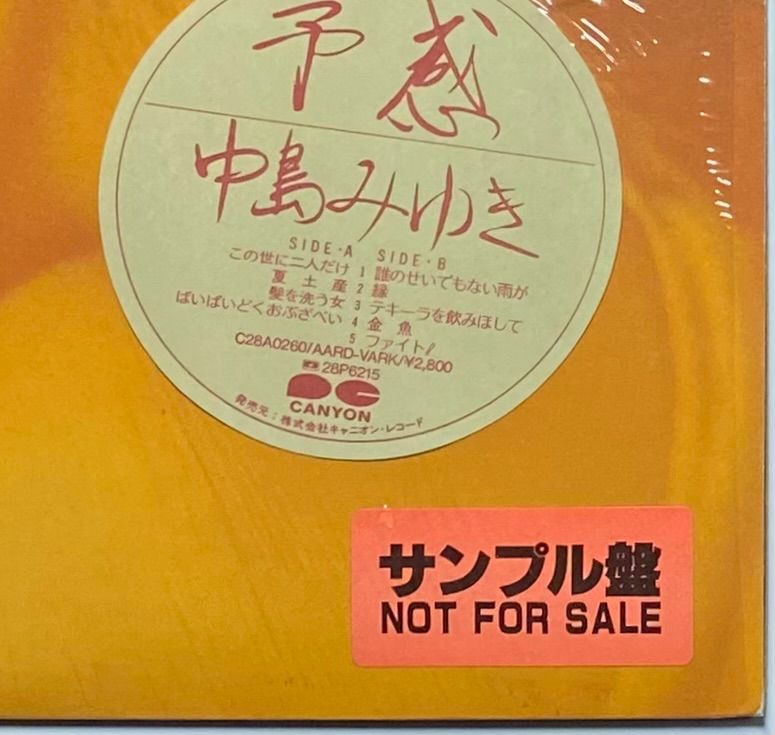 予感
中島みゆき
SIDE・A SIDE・B
この世に二人だけ 1 誰のせいでもない雨が
夏土産 2 縁
髪を洗う女 3 テキーラを飲みほして
ばいばいどくおぶざべい 4 金魚
5 ファイト!
C28A0260/AARD-VARK/¥2,800
28P6215
CANYON
発売元:株式会社キャニオン・レコード
サンプル盤
NOT FOR SALE